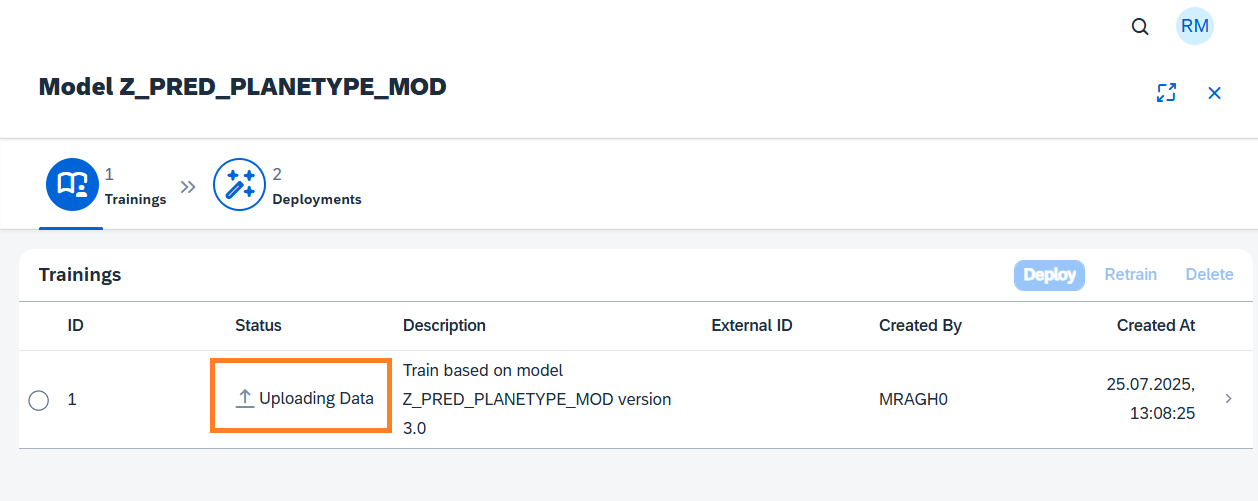 RM
Model Z_PRED_PLANETYPE_MOD
1
Trainings
2
Deployments
Trainings
Deploy Retrain Delete
ID Status Description External ID Created By Created At
Train based on model
1 Uploading Data Z_PRED_PLANETYPE_MOD version MRAGH0 25.07.2025,
13:08:25
3.0